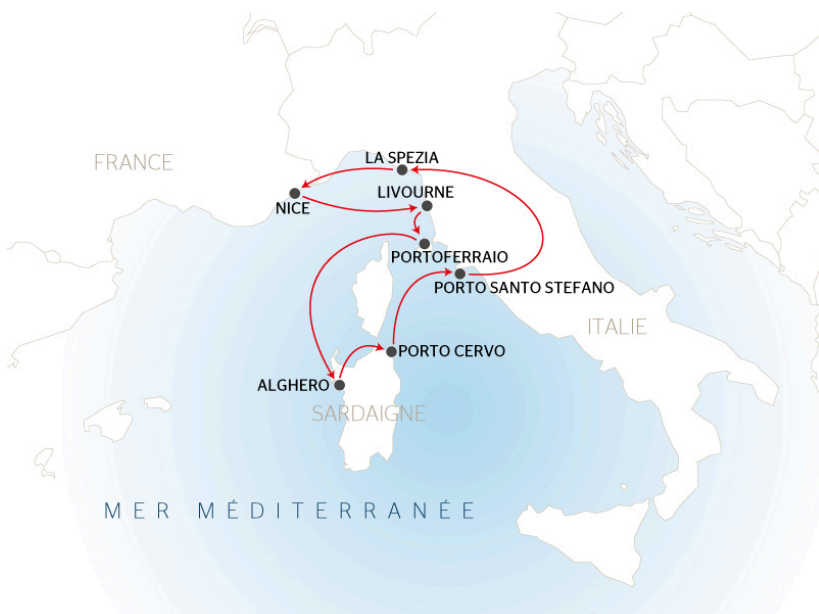 LA SPEZIA
FRANCE
LIVOURNE
NICE
PORTOFERRAIO
PORTO SANTO STEFANO
ITALIE
PORTO CERVO
ALGHERO
SARDAIGNE
MER MÉDITERRANÉE